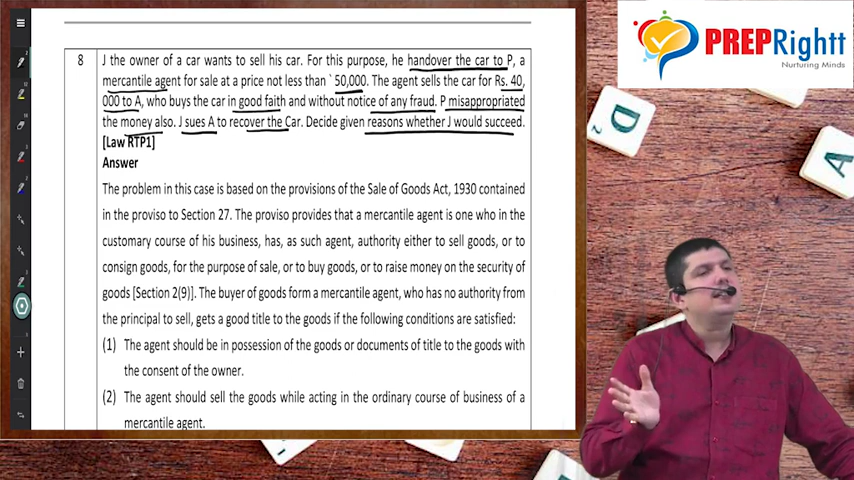 PREPRightt
Nurturing Minds
8 J the owner of a car wants to sell his car. For this purpose, he handover the car to P, a
mercantile agent for sale at a price not less than ` 50,000. The agent sells the car for Rs. 40,
000 to A, who buys the car in good faith and without notice of any fraud. P misappropriated
the money also. J sues A to recover the Car. Decide given reasons whether J would succeed.
[Law RTP1]
Answer
The problem in this case is based on the provisions of the Sale of Goods Act, 1930 contained
in the proviso to Section 27. The proviso provides that a mercantile agent is one who in the
customary course of his business, has, as such agent, authority either to sell goods, or to
consign goods, for the purpose of sale, or to buy goods, or to raise money on the security of
goods [Section 2(9)]. The buyer of goods form a mercantile agent, who has no authority from
the principal to sell, gets a good title to the goods if the following conditions are satisfied:
(1) The agent should be in possession of the goods or documents of title to the goods with
the consent of the owner.
(2) The agent should sell the goods while acting in the ordinary course of business of a
mercantile agent.
D2
A